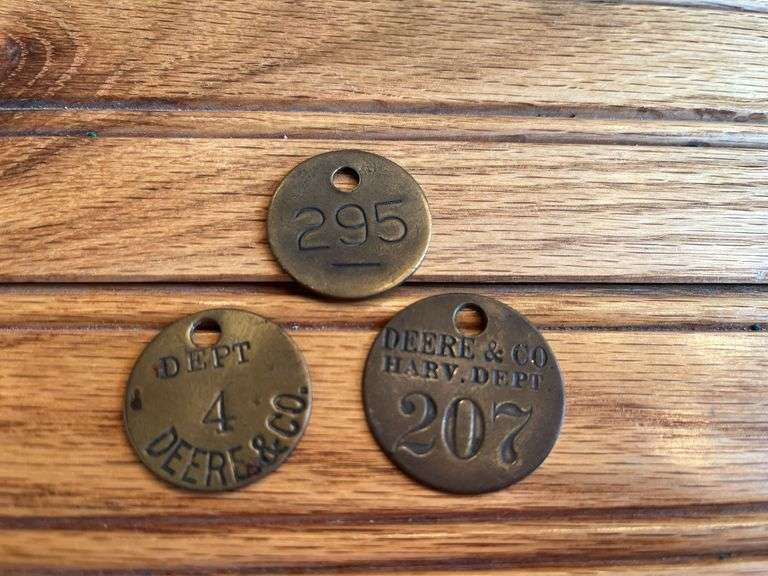 295
DEPT
4
DEERE & CO.
DEERE & CO
HARV. DEPT
207